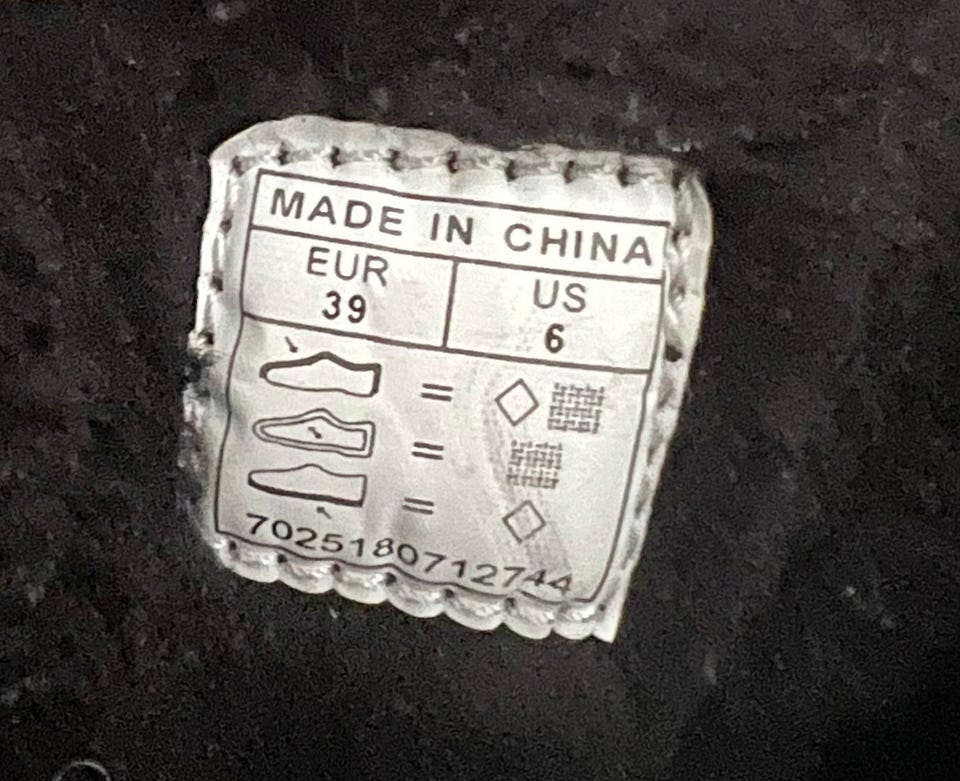 MADE IN CHINA
EUR US
39 6
=
=
=
7025180712744